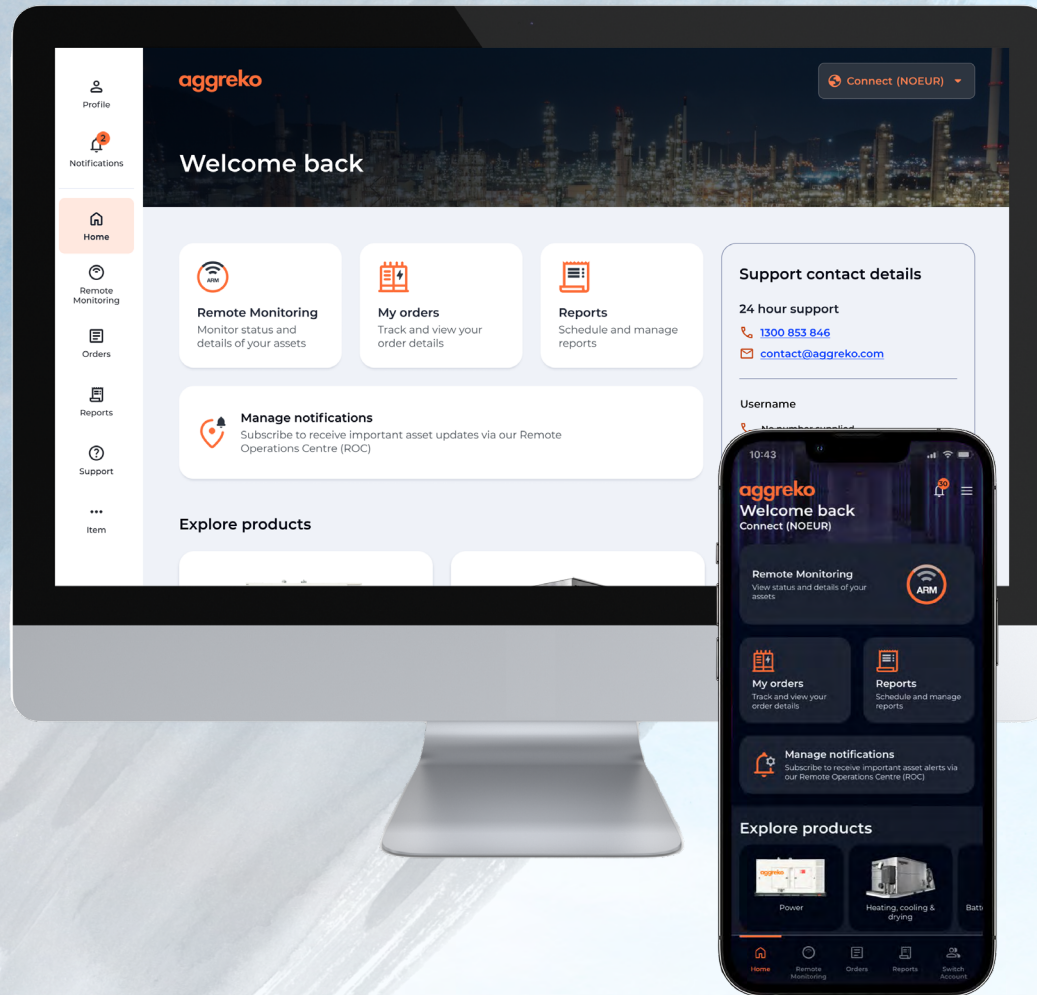 Profile
2
Notifications
Home
Remote
Monitoring
Orders
Reports
Support
Item
aggreko
Connect (NOEUR)
Welcome back
ARM
Remote Monitoring
Monitor status and
details of your assets
My orders
Track and view your
order details
Reports
Schedule and manage
reports
Manage notifications
Subscribe to receive important asset updates via our Remote
Operations Centre (ROC)
Explore products
Support contact details
24 hour support
1300 853 846
contact@aggreko.com
Username
No number supplied
10:43
aggreko
30
Welcome back
Connect (NOEUR)
Remote Monitoring
View status and details of your
assets
ARM
My orders
Track and view your
order details
Reports
Schedule and manage
reports
Manage notifications
Subscribe to receive important asset alerts via
our Remote Operations Centre (ROC)
Explore products
aggreko
Power
Heating, cooling &
drying
Batt
Home
Remote
Monitoring
Orders
Reports
Switch
Account